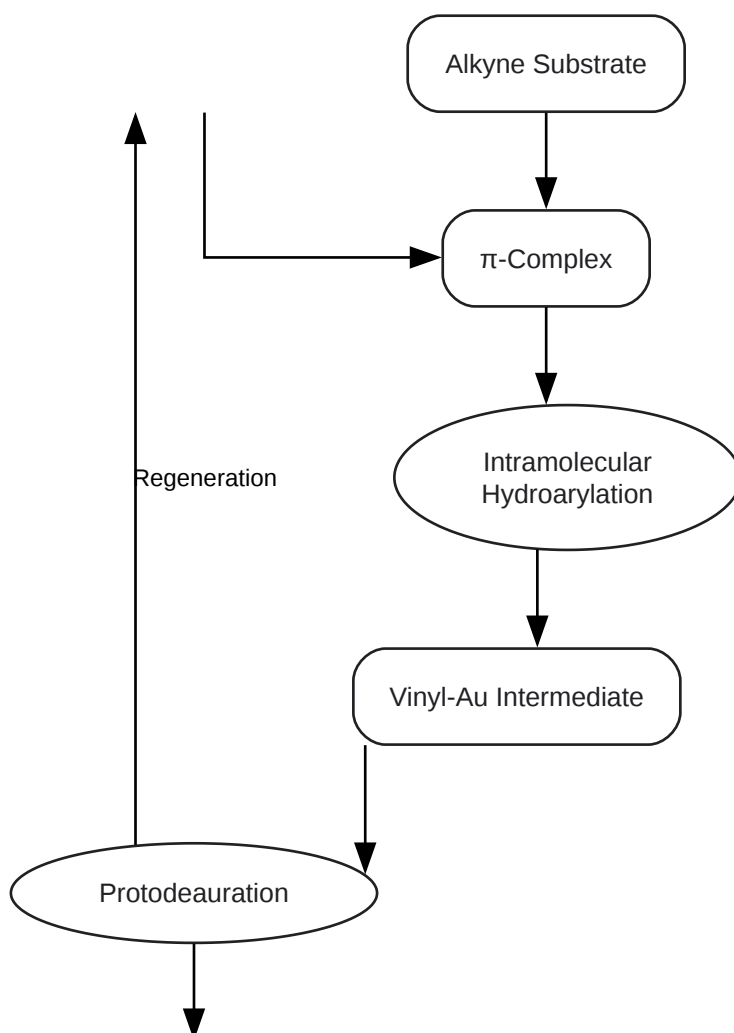 Alkyne Substrate
π-Complex
Intramolecular
Hydroarylation
Regeneration
Vinyl-Au Intermediate
Protodeauration